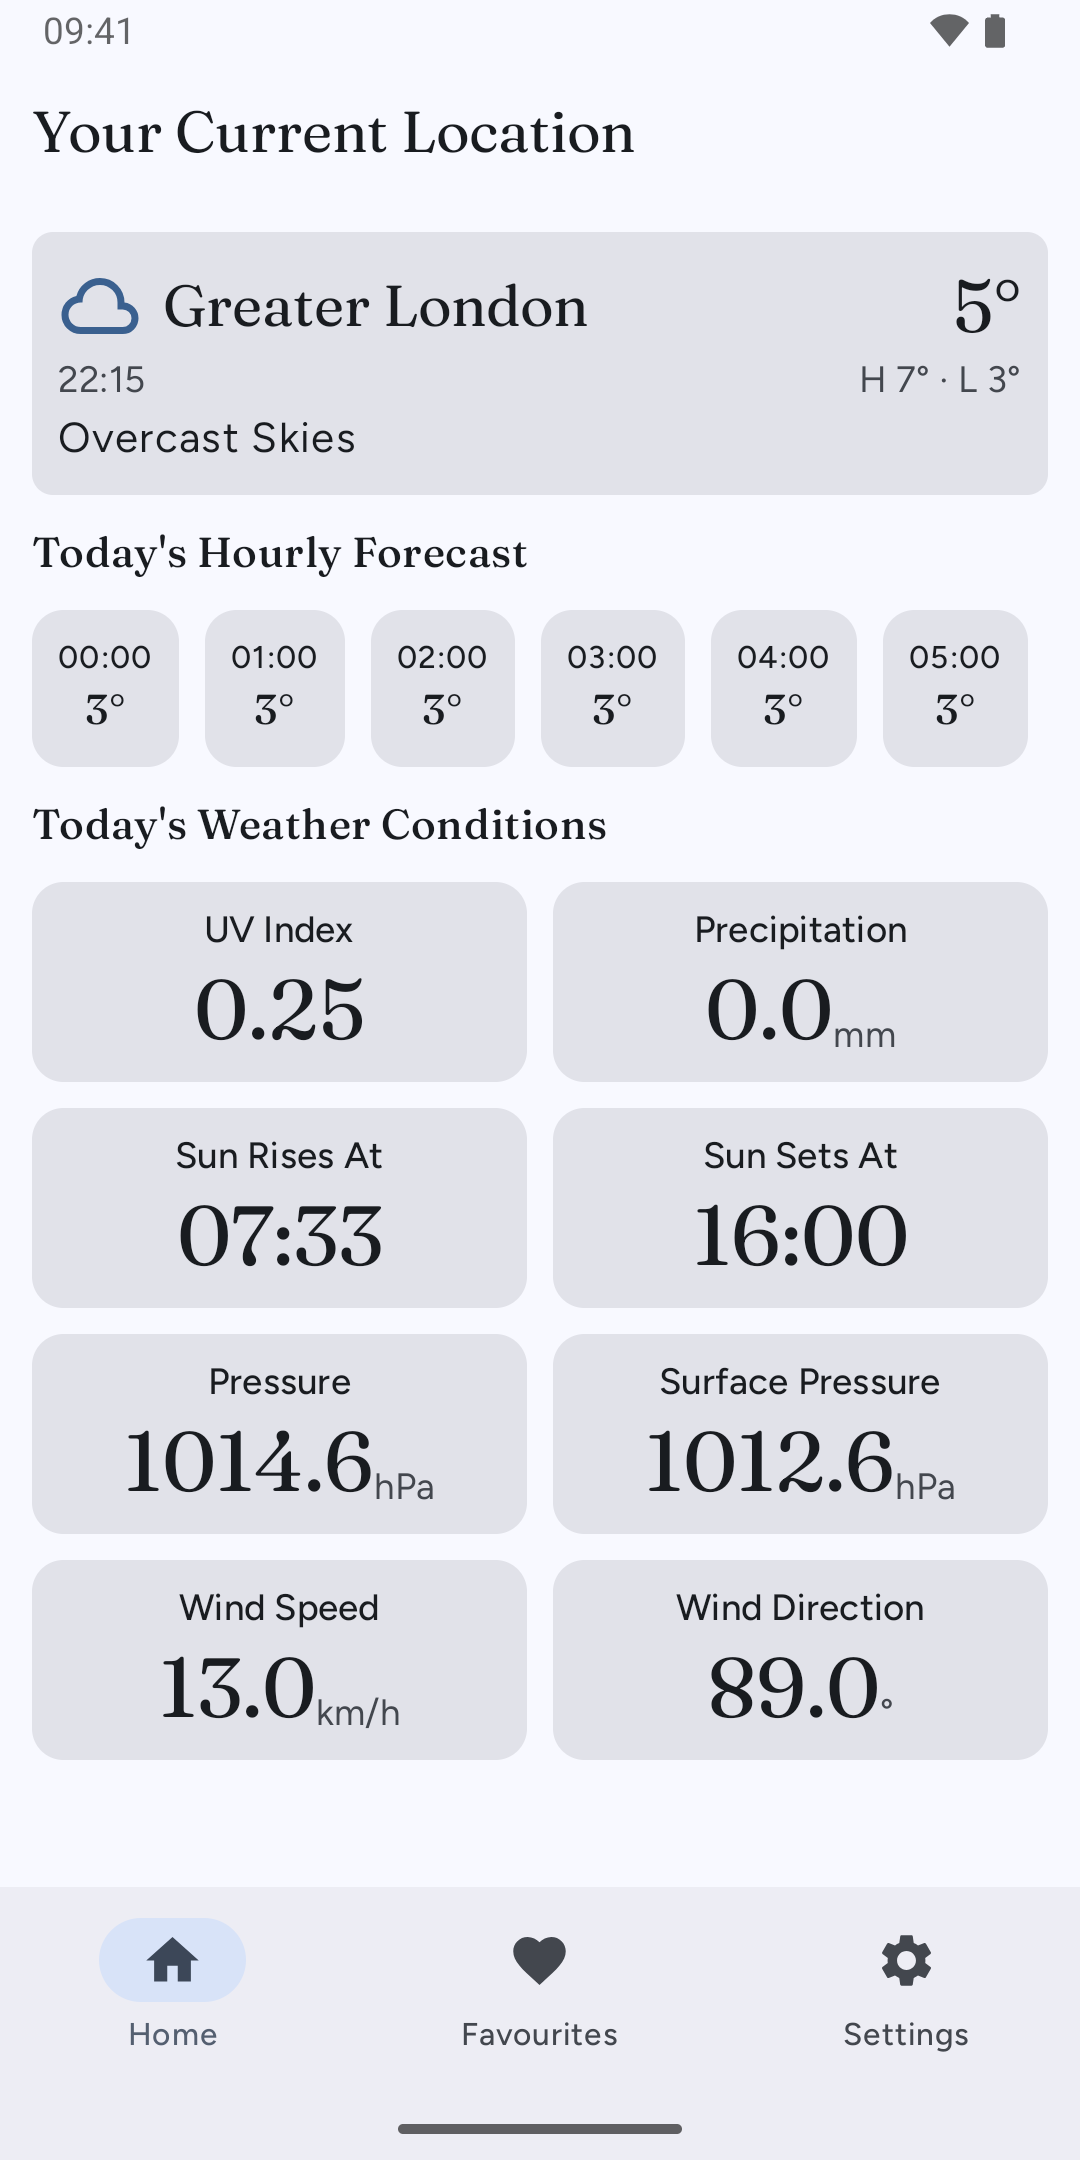 09:41
Your Current Location
Greater London 5°
22:15 H 7° · L 3°
Overcast Skies
Today's Hourly Forecast
00:00 01:00 02:00 03:00 04:00 05:00
3° 3° 3° 3° 3° 3°
Today's Weather Conditions
UV Index Precipitation
0.25 0.0mm
Sun Rises At Sun Sets At
07:33 16:00
Pressure Surface Pressure
1014.6hPa 1012.6hPa
Wind Speed Wind Direction
13.0km/h 89.0°
Home Favourites Settings